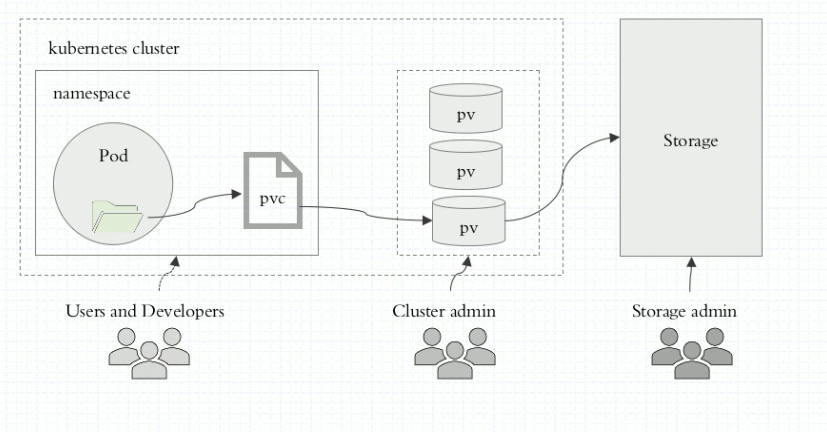 kubernetes cluster
namespace
Pod
pvc
pv
pv
pv
Storage
Users and Developers
Cluster admin
Storage admin